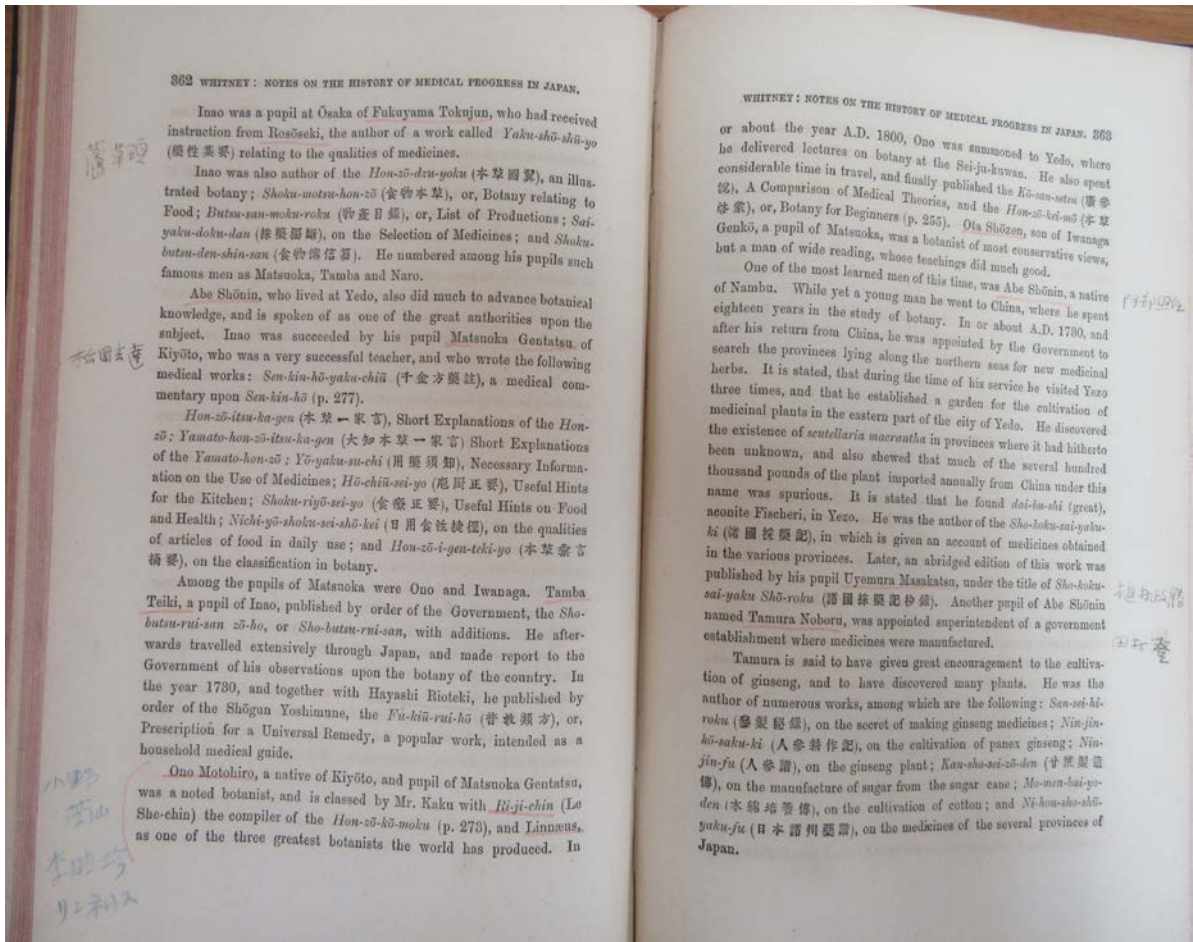 362 WHITNEY: NOTES ON THE HISTORY OF MEDICAL PROGRESS IN JAPAN.
Inao was a pupil at Ōsaka of Fukuyama Tokujun, who had received
instruction from Rosōseki, the author of a work called Yaku-shō-shū-yo
(藥性集要) relating to the qualities of medicines.
Inao was also author of the Hon-zō-dzu-yoku (本草圖翼), an illus-
trated botany; Shoku-motsu-hon-zō (食物本草), or, Botany relating to
Food; Butsu-san-moku-roku (物產目錄), or, List of Productions; Sai-
yaku-doku-dan (採藥獨斷), on the Selection of Medicines; and Shoku-
butsu-den-shin-san (食物傳信纂). He numbered among his pupils such
famous men as Matsuoka, Tamba and Naro.
Abe Shōnin, who lived at Yedo, also did much to advance botanical
knowledge, and is spoken of as one of the great authorities upon the
subject. Inao was succeeded by his pupil Matsuoka Gentatsu of
Kiyōto, who was a very successful teacher, and who wrote the following
medical works: Sen-kin-hō-yaku-chiū (千金方藥註), a medical com-
mentary upon Sen-kin-hō (p. 277).
Hon-zō-itsu-ka-gen (本草一家言), Short Explanations of the Hon-
zō; Yamato-hon-zō-itsu-ka-gen (大知本草一家言) Short Explanations
of the Yamato-hon-zō; Yō-yaku-su-chi (用藥須知), Necessary Informa-
ation on the Use of Medicines; Hō-chiū-sei-yo (庖厨正要), Useful Hints
for the Kitchen; Shoku-riyō-sei-yo (食療正要), Useful Hints on Food
and Health; Nichi-yō-shoku-sei-shō-kei (日用食性捷徑), on the qualities
of articles of food in daily use; and Hon-zō-i-gen-teki-yo (本草彙言
摘要), on the classification in botany.
Among the pupils of Matsuoka were Ono and Iwanaga. Tamba
Teiki, a pupil of Inao, published by order of the Government, the Sho-
butsu-rui-san zō-ho, or Sho-butsu-rui-san, with additions. He after-
wards travelled extensively through Japan, and made report to the
Government of his observations upon the botany of the country. In
the year 1730, and together with Hayashi Rioteki, he published by
order of the Shōgun Yoshimune, the Fu-kiū-rui-hō (普救類方), or,
Prescription for a Universal Remedy, a popular work, intended as a
household medical guide.
Ono Motohiro, a native of Kiyōto, and pupil of Matsuoka Gentatsu,
was a noted botanist, and is classed by Mr. Kaku with Ri-ji-chin (Le
She-chin) the compiler of the Hon-zō-kō-moku (p. 273), and Linnæus,
as one of the three greatest botanists the world has produced. In
松岡玄達
小野
蘭山
李時珍
リンネウス
WHITNEY: NOTES ON THE HISTORY OF MEDICAL PROGRESS IN JAPAN. 363
or about the year A.D. 1800, Ono was summoned to Yedo, where
he delivered lectures on botany at the Sei-ju-kuwan. He also spent
considerable time in travel, and finally published the Kō-san-setsu (廣參
說), A Comparison of Medical Theories, and the Hon-zō-kei-mō (本草
啓蒙), or, Botany for Beginners (p. 255). Ota Shōzen, son of Iwanaga
Genkō, a pupil of Matsuoka, was a botanist of most conservative views,
but a man of wide reading, whose teachings did much good.
One of the most learned men of this time, was Abe Shōnin, a native
of Nambu. While yet a young man he went to China, where he spent
eighteen years in the study of botany. In or about A.D. 1730, and
after his return from China, he was appointed by the Government to
search the provinces lying along the northern seas for new medicinal
herbs. It is stated, that during the time of his service he visited Yezo
three times, and that he established a garden for the cultivation of
medicinal plants in the eastern part of the city of Yedo. He discovered
the existence of scutellaria macrantha in provinces where it had hitherto
been unknown, and also shewed that much of the several hundred
thousand pounds of the plant imported annually from China under this
name was spurious. It is stated that he found dai-bu-shi (great),
aconite Fischeri, in Yezo. He was the author of the Sho-koku-sai-yaku-
ki (諸國採藥記), in which is given an account of medicines obtained
in the various provinces. Later, an abridged edition of this work was
published by his pupil Uyemura Masakatsu, under the title of Sho-koku-
sai-yaku Shō-roku (諸國採藥記抄錄). Another pupil of Abe Shōnin
named Tamura Noboru, was appointed superintendent of a government
establishment where medicines were manufactured.
Tamura is said to have given great encouragement to the cultiva-
tion of ginseng, and to have discovered many plants. He was the
author of numerous works, among which are the following: San-sei-hi-
roku (參製秘錄), on the secret of making ginseng medicines; Nin-jin-
kō-saku-ki (人參耕作記), on the cultivation of panex ginseng; Nin-
jin-fu (人參譜), on the ginseng plant; Kan-sho-sei-zō-den (甘蔗製造
傳), on the manufacture of sugar from the sugar cane; Mo-men-bai-yo-
den (木綿培養傳), on the cultivation of cotton; and Ni-hon-sho-shū-
yaku-fu (日本諸州藥譜), on the medicines of the several provinces of
Japan.
田村登